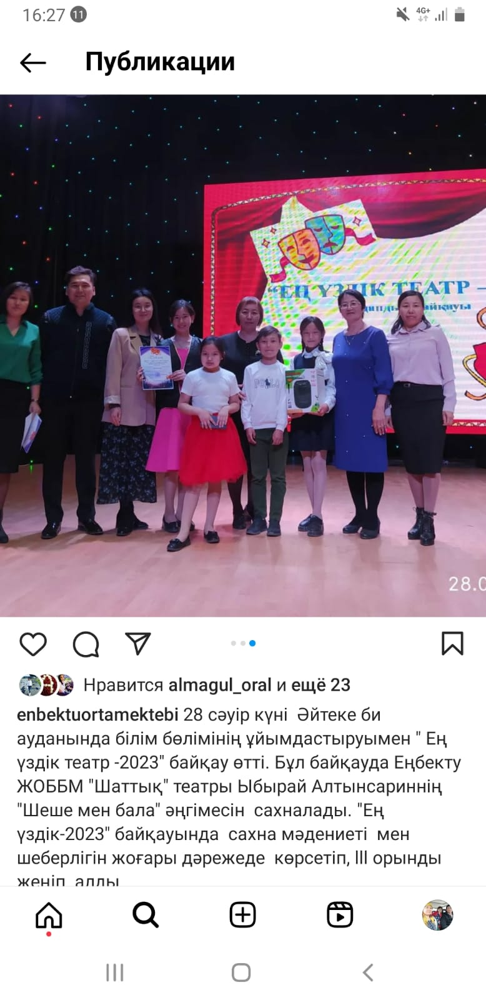 16:27 11
4G+
Публикации
“ЕҢ ҮЗДІК ТЕАТР –
байқауы
28.0
Нравится almagul_oral и ещё 23
enbektuortamektebi 28 сәуір күні Әйтеке би
ауданында білім бөлімінің ұйымдастыруымен " Ең
үздік театр -2023" байқау өтті. Бұл байқауда Еңбекту
ЖОББМ "Шаттық" театры Ыбырай Алтынсариннің
"Шеше мен бала" әңгімесін сахналады. "Ең
үздік-2023" байқауында сахна мәдениеті мен
шеберлігін жоғары дәрежеде көрсетіп, lll орынды
жеңіп алды